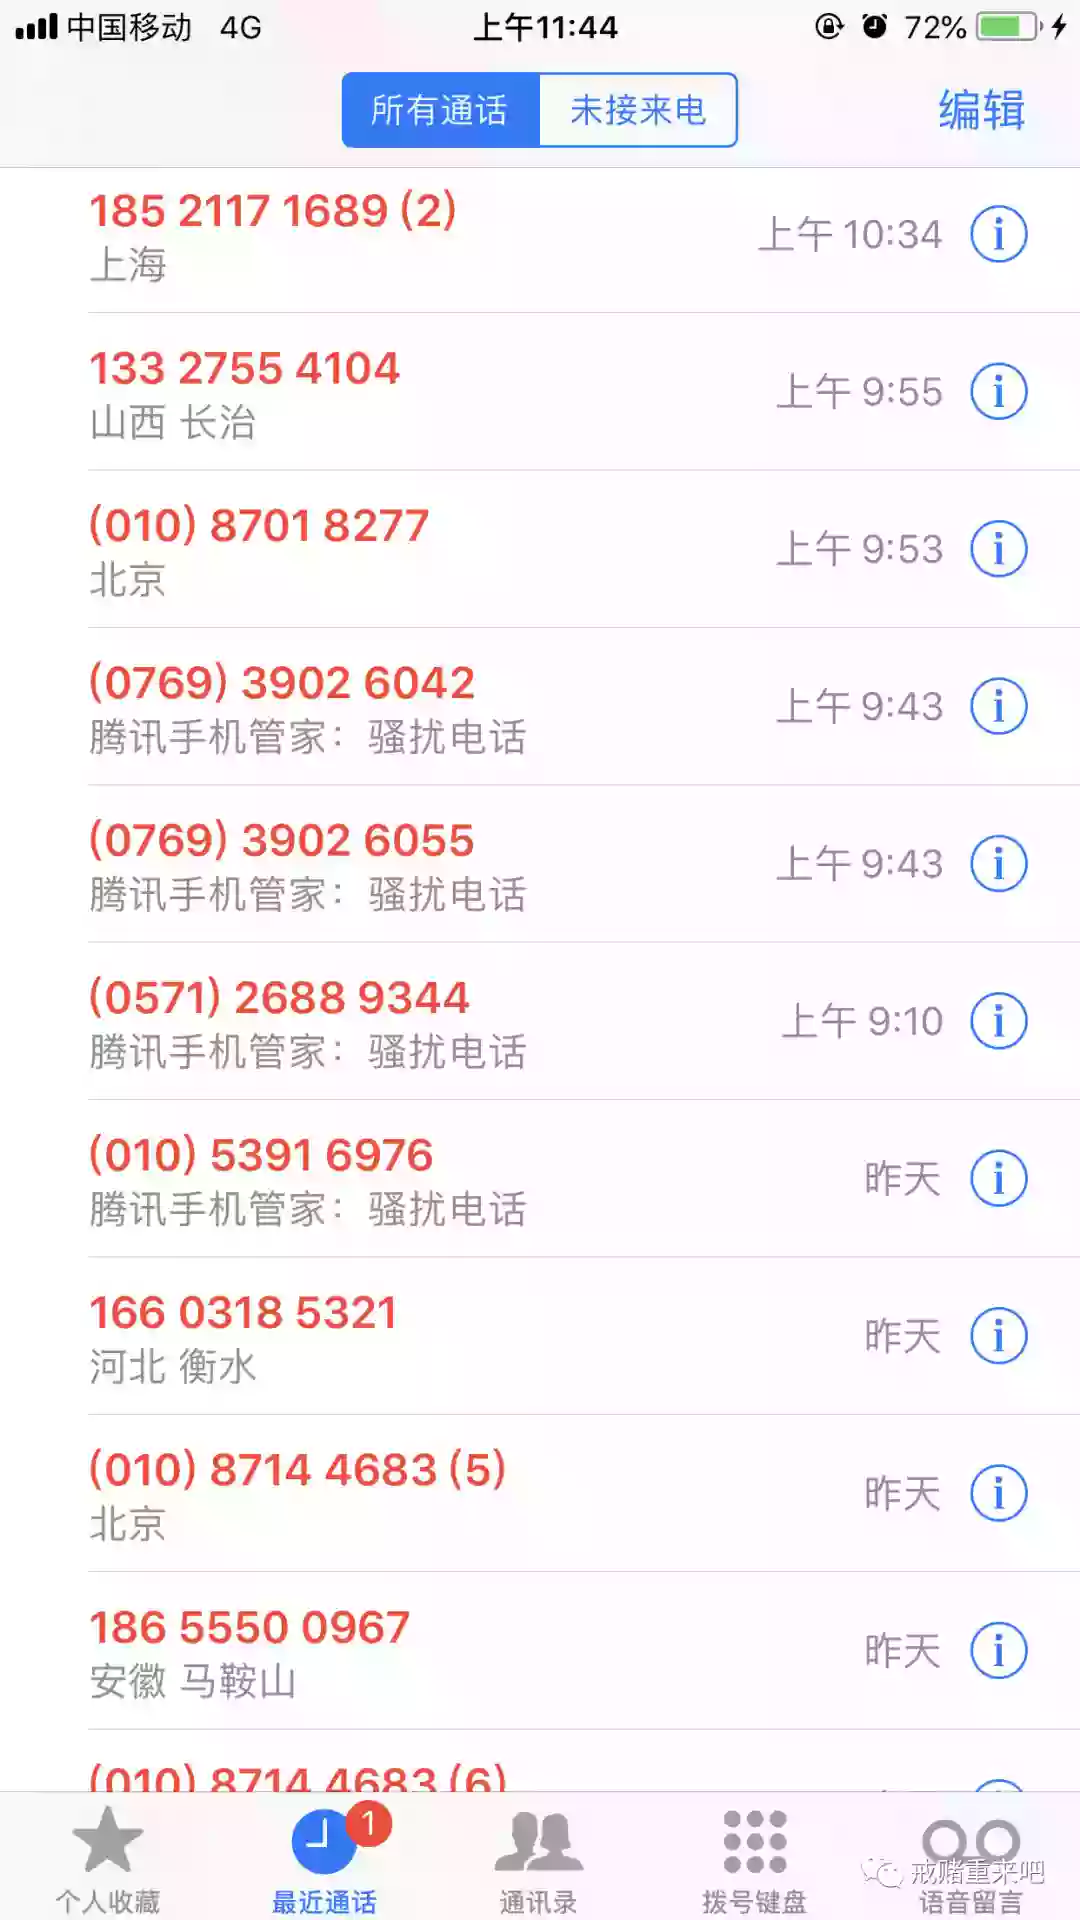 中国移动 4G 上午11:44 72%
所有通话 未接来电 编辑
185 2117 1689 (2)
上海
上午 10:34
133 2755 4104
山西 长治
上午 9:55
(010) 8701 8277
北京
上午 9:53
(0769) 3902 6042
腾讯手机管家：骚扰电话
上午 9:43
(0769) 3902 6055
腾讯手机管家：骚扰电话
上午 9:43
(0571) 2688 9344
腾讯手机管家：骚扰电话
上午 9:10
(010) 5391 6976
腾讯手机管家：骚扰电话
昨天
166 0318 5321
河北 衡水
昨天
(010) 8714 4683 (5)
北京
昨天
186 5550 0967
安徽 马鞍山
昨天
(010) 8714 4683 (6)
1
戒赌重来吧
个人收藏 最近通话 通讯录 拨号键盘 语音留言